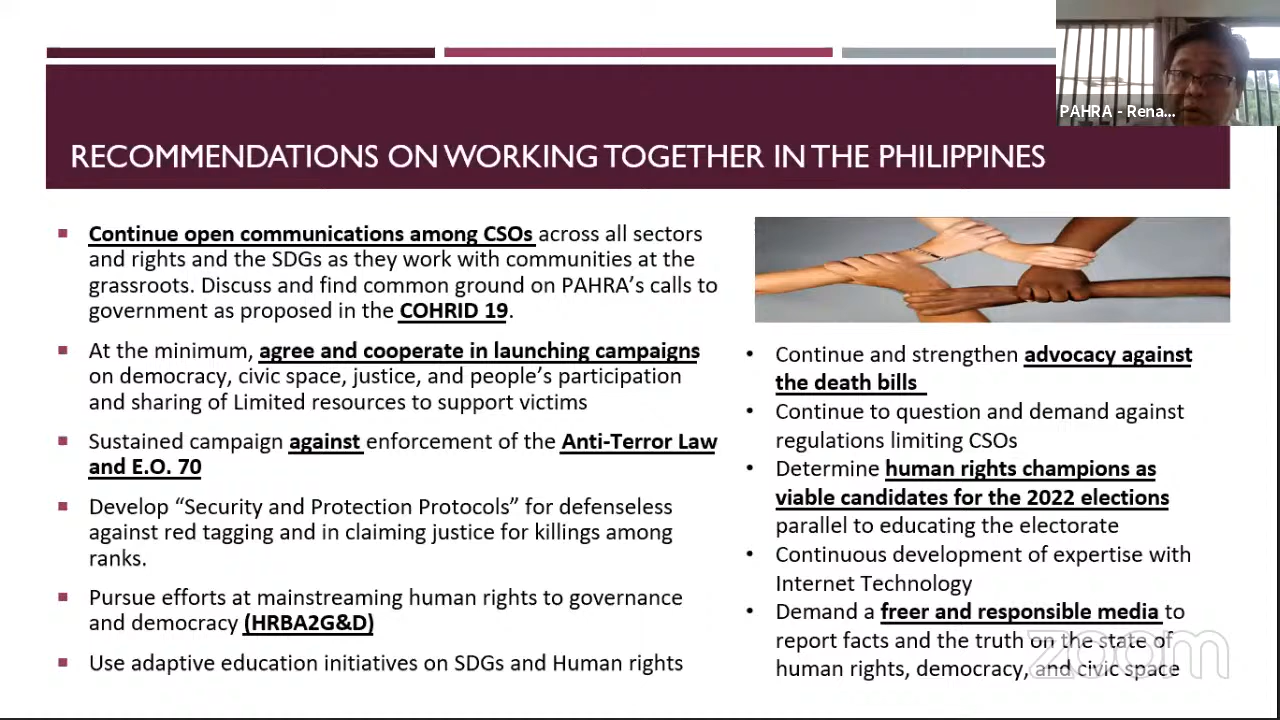 PAHRA - Rena...
RECOMMENDATIONS ON WORKING TOGETHER IN THE PHILIPPINES
Continue open communications among CSOs across all sectors
and rights and the SDGs as they work with communities at the
grassroots. Discuss and find common ground on PAHRA's calls to
government as proposed in the COHRID 19.
At the minimum, agree and cooperate in launching campaigns
on democracy, civic space, justice, and people's participation
and sharing of Limited resources to support victims
Sustained campaign against enforcement of the Anti-Terror Law
and E.O. 70
Develop “Security and Protection Protocols” for defenseless
against red tagging and in claiming justice for killings among
ranks.
Pursue efforts at mainstreaming human rights to governance
and democracy (HRBA2G&D)
Use adaptive education initiatives on SDGs and Human rights
• Continue and strengthen advocacy against
the death bills
• Continue to question and demand against
regulations limiting CSOs
• Determine human rights champions as
viable candidates for the 2022 elections
parallel to educating the electorate
• Continuous development of expertise with
Internet Technology
• Demand a freer and responsible media to
report facts and the truth on the state of
human rights, democracy, and civic space
zoom